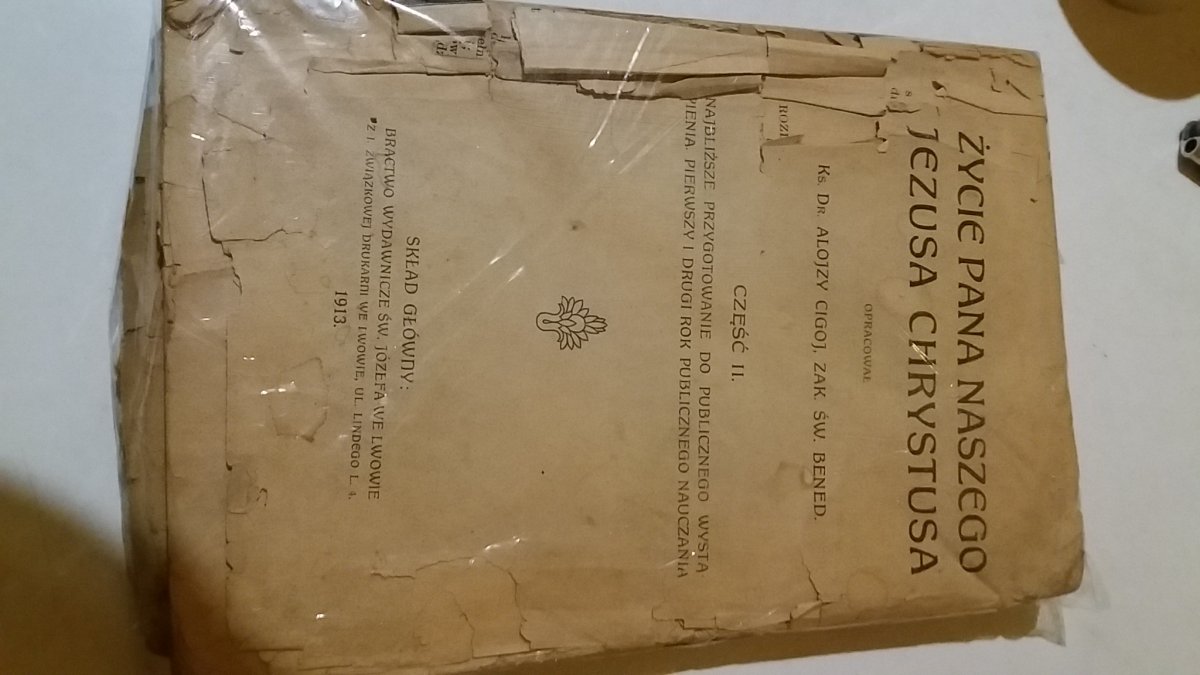 ŻYCIE PANA NASZEGO
JEZUSA CHRYSTUSA
OPRACOWAŁ
KS. DR. ALOJZY CIGOJ, ZAK. ŚW. BENED.
ROZI
CZĘŚĆ II.
NAJBLIŻSZE PRZYGOTOWANIE DO PUBLICZNEGO WYSTA
PIENIA. PIERWSZY I DRUGI ROK PUBLICZNEGO NAUCZANIA
SKŁAD GŁÓWNY:
BRACTWO WYDAWNICZE ŚW. JÓZEFA WE LWOWIE
Z I. ZWIĄZKOWEJ DRUKARNI WE LWOWIE, UL. LINDEGO L. 4.
1913.